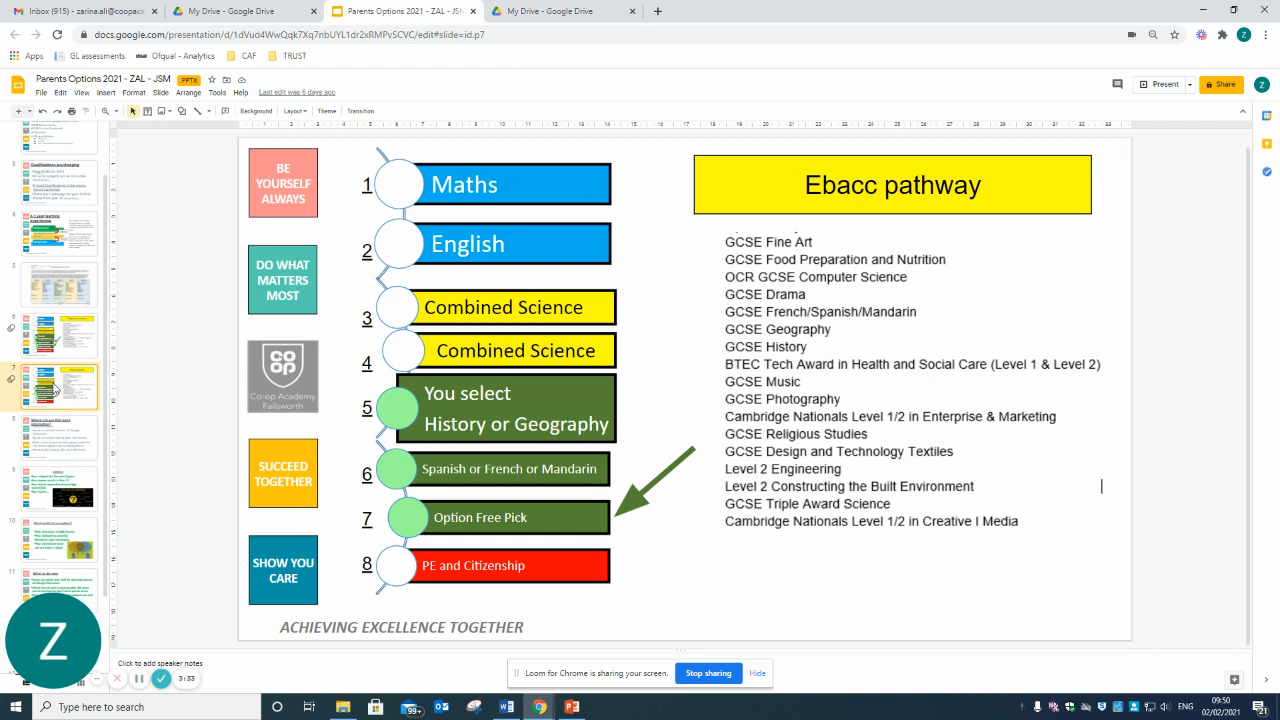 My Drive - Google Drive
Parents Options 2021 - ZAL - JSM
My Drive - Google Drive
docs.google.com/presentation/d/1dVud4WwQqk7Xq7nbUYL1dr2xRMPvSCVC/edit#slide=id.p7
Apps
GL assessments
Ofqual - Analytics
CAF
TRUST
Parents Options 2021 - ZAL - JSM
.PPTX
File Edit View Insert Format Slide Arrange Tools Help
Last edit was 6 days ago
Present
Share
Background
Layout
Theme
Transition
BE YOURSELF ALWAYS
DO WHAT MATTERS MOST
CO OP
Co-op Academy
Failsworth
SUCCEED TOGETHER
SHOW YOU CARE
1 Maths
2 English
3 Combined Science
4 Combined Science
5 You select
History or Geography
6 Spanish or French or Mandarin
7 Option Free Pick
8 PE and Citizenship
ACHIEVING EXCELLENCE TOGETHER
Ebacc pathway
GCSE Fine Art
GCSE Food Preparation and Nutrition
OCR GCSE Computer Science
GCSE Drama
GCSE French/Spanish/Mandarin
GCSE Geography
GCSE History
BTEC Tech Award in Health and Social Care (Level 1 & Level 2)
GCSE Music
GCSE Photography
Cambridge Nationals Level 1/2 in Enterprise & Marketing
GCSE Religious Studies
GCSE Design and Technology Textiles
Level 2 Engineering
Level 2 Constructing the Built Environment
GCSE Triple Award Science
Cambridge Nationals Level 1/2 in Creative I Media
Click to add speaker notes
Z
3:33
Loom for Chrome is sharing your screen.
Stop sharing
Hide
Type here to search
99+
09:50
02/02/2021